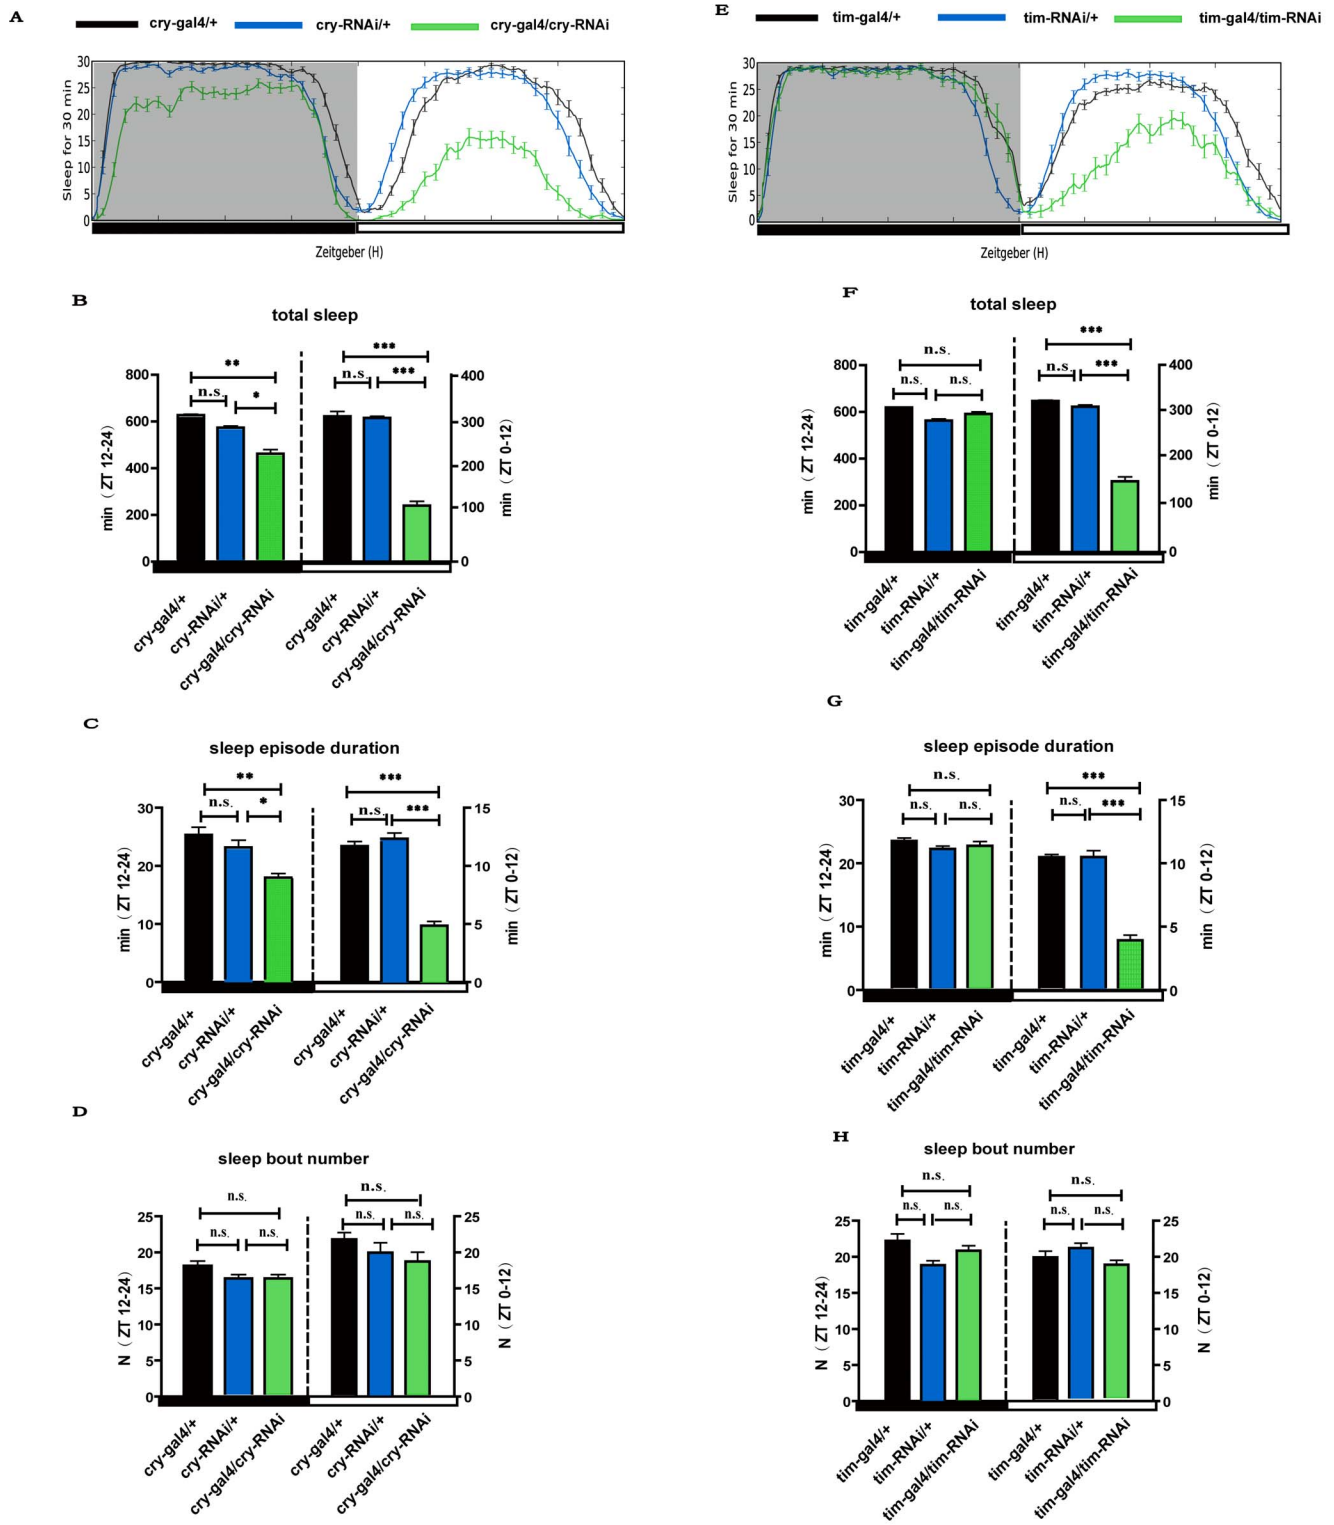 A
cry-gal4/+ cry-RNAi/+ cry-gal4/cry-RNAi
Sleep for 30 min
30
25
20
15
10
5
0
Zeitgeber (H)
B
total sleep
** n.s. * *** n.s. ***
min ( ZT 12-24)
800
600
400
200
0
400
300
200
100
0
min ( ZT 0-12)
cry-gal4/+ cry-RNAi/+ cry-gal4/cry-RNAi cry-gal4/+ cry-RNAi/+ cry-gal4/cry-RNAi
C
sleep episode duration
** n.s. * *** n.s. ***
min ( ZT 12-24)
30
20
10
0
15
10
5
0
min ( ZT 0-12)
cry-gal4/+ cry-RNAi/+ cry-gal4/cry-RNAi cry-gal4/+ cry-RNAi/+ cry-gal4/cry-RNAi
D
sleep bout number
n.s. n.s. n.s. n.s. n.s. n.s.
N ( ZT 12-24)
25
20
15
10
5
0
25
20
15
10
5
0
N ( ZT 0-12)
cry-gal4/+ cry-RNAi/+ cry-gal4/cry-RNAi cry-gal4/+ cry-RNAi/+ cry-gal4/cry-RNAi
E
tim-gal4/+ tim-RNAi/+ tim-gal4/tim-RNAi
Sleep for 30 min
30
25
20
15
10
5
0
Zeitgeber (H)
F
total sleep
n.s. n.s. n.s. *** n.s. ***
min ( ZT 12-24)
800
600
400
200
0
400
300
200
100
0
min ( ZT 0-12)
tim-gal4/+ tim-RNAi/+ tim-gal4/tim-RNAi tim-gal4/+ tim-RNAi/+ tim-gal4/tim-RNAi
G
sleep episode duration
n.s. n.s. n.s. *** n.s. ***
min ( ZT 12-24)
30
20
10
0
15
10
5
0
min ( ZT 0-12)
tim-gal4/+ tim-RNAi/+ tim-gal4/tim-RNAi tim-gal4/+ tim-RNAi/+ tim-gal4/tim-RNAi
H
sleep bout number
n.s. n.s. n.s. n.s. n.s. n.s.
N ( ZT 12-24)
25
20
15
10
5
0
25
20
15
10
5
0
N ( ZT 0-12)
tim-gal4/+ tim-RNAi/+ tim-gal4/tim-RNAi tim-gal4/+ tim-RNAi/+ tim-gal4/tim-RNAi